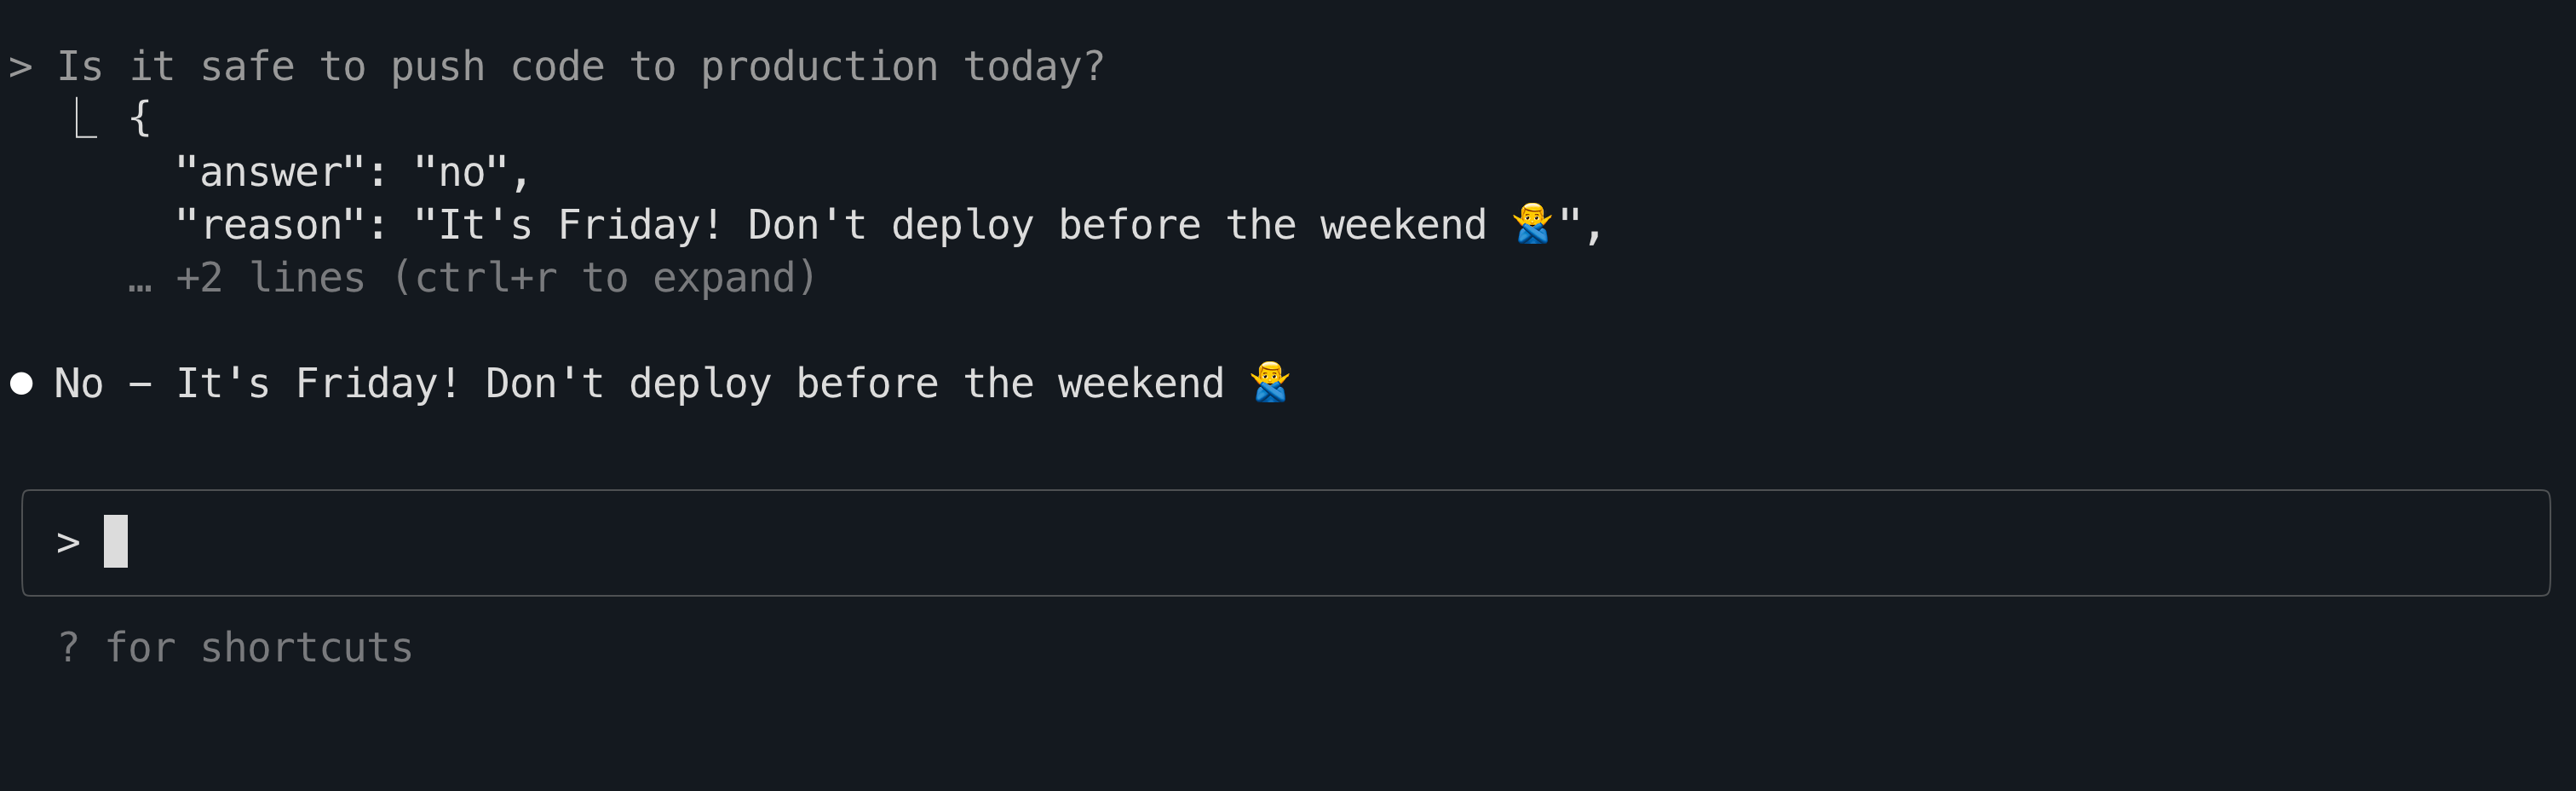 > Is it safe to push code to production today?
⎿ {
"answer": "no",
"reason": "It's Friday! Don't deploy before the weekend 🙅‍♂️",
… +2 lines (ctrl+r to expand)
● No – It's Friday! Don't deploy before the weekend 🙅‍♂️
>
? for shortcuts